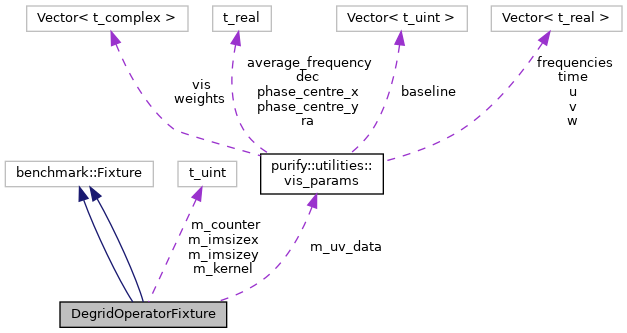 Vector< t_complex >
t_real
Vector< t_uint >
Vector< t_real >
vis
weights
average_frequency
dec
phase_centre_x
phase_centre_y
ra
baseline
frequencies
time
u
v
w
benchmark::Fixture
t_uint
purify::utilities::
vis_params
m_counter
m_imsizex
m_imsizey
m_kernel
m_uv_data
DegridOperatorFixture